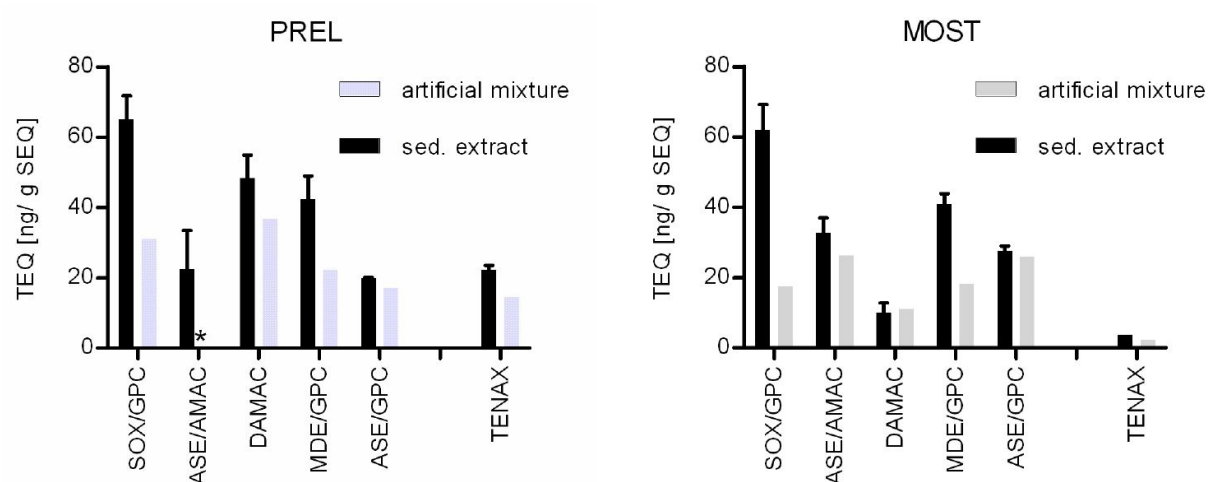 PREL
TEQ [ng/ g SEQ]
80
60
40
20
0
artificial mixture
sed. extract
*
SOX/GPC
ASE/AMAC
DAMAC
MDE/GPC
ASE/GPC
TENAX
MOST
TEQ [ng/ g SEQ]
80
60
40
20
0
artificial mixture
sed. extract
SOX/GPC
ASE/AMAC
DAMAC
MDE/GPC
ASE/GPC
TENAX